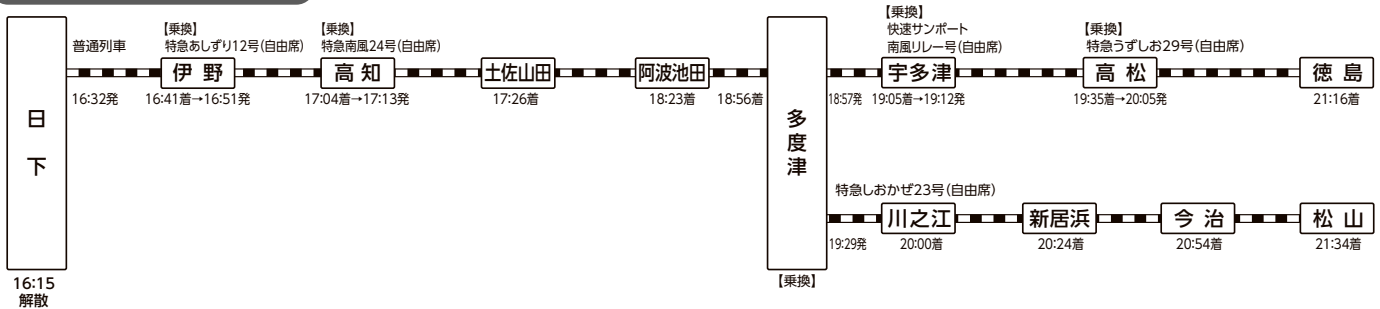 日下
16:15
解散
普通列車
16:32発
【乗換】
特急あしずり12号(自由席)
伊野
16:41着→16:51発
【乗換】
特急南風24号(自由席)
高知
17:04着→17:13発
土佐山田
17:26着
阿波池田
18:23着
18:56着
多度津
【乗換】
18:57発
【乗換】
快速サンポート
南風リレー号(自由席)
宇多津
19:05着→19:12発
【乗換】
特急うずしお29号(自由席)
高松
19:35着→20:05発
徳島
21:16着
特急しおかぜ23号(自由席)
19:29発
川之江
20:00着
新居浜
20:24着
今治
20:54着
松山
21:34着